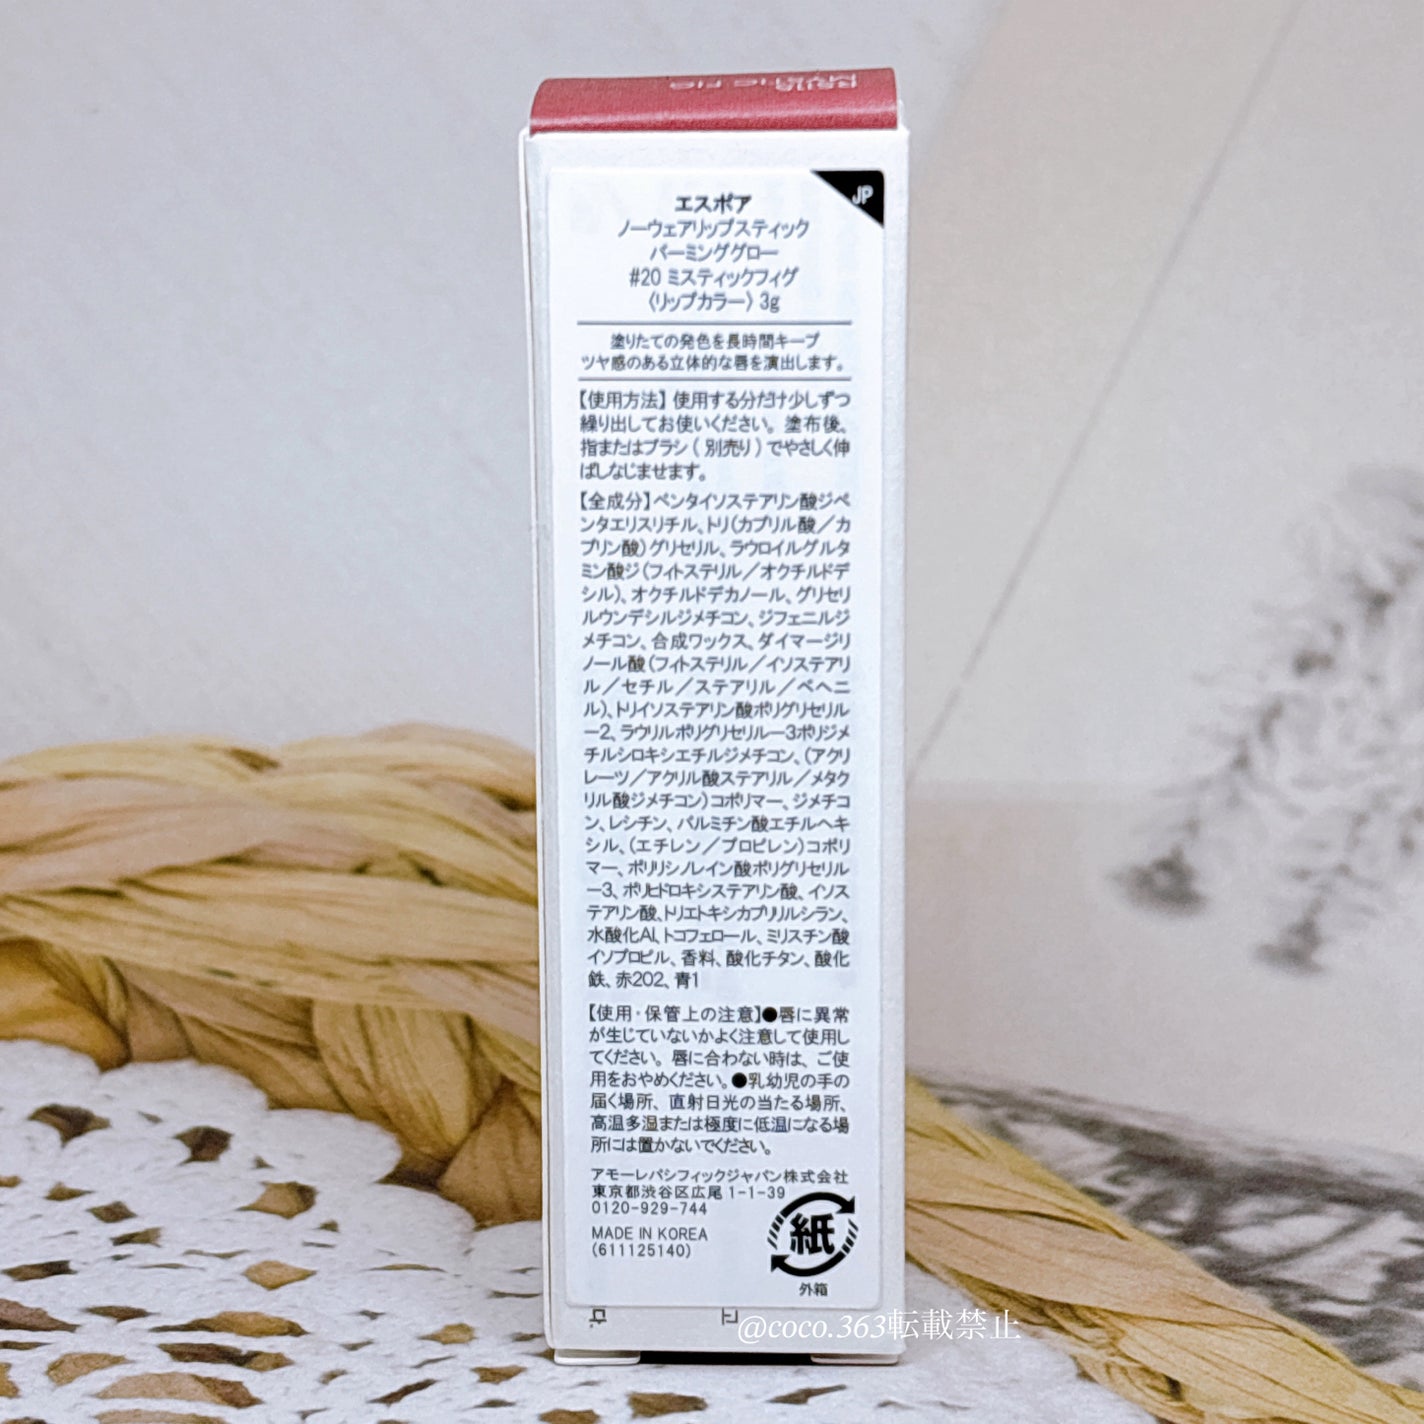 JP
エスポア
ノーウェアリップスティック
バーミンググロー
#20 ミスティックフィグ
〈リップカラー〉 3g
塗りたての発色を長時間キープ
ツヤ感のある立体的な唇を演出します。
【使用方法】 使用する分だけ少しずつ
繰り出してお使いください。塗布後、
指またはブラシ(別売り)でやさしく伸
ばしなじませます。
【全成分】ペンタイソステアリン酸ジペ
ンタエリスリチル、トリ(カプリル酸/カ
プリン酸)グリセリル、ラウロイルグルタ
ミン酸ジ(フィトステリル/オクチルドデ
シル)、オクチルドデカノール、グリセリ
ルウンデシルジメチコン、ジフェニルジ
メチコン、合成ワックス、ダイマージリ
ノール酸(フィトステリル/イソステアリ
ル/セチル/ステアリル/ベヘニ
ル)、トリイソステアリン酸ポリグリセリル
ー2、ラウリルポリグリセリルー3ポリジメ
チルシロキシエチルジメチコン、(アクリ
レーツ/アクリル酸ステアリル/メタク
リル酸ジメチコン)コポリマー、ジメチコ
ン、レシチン、パルミチン酸エチルヘキ
シル、(エチレン/プロピレン)コポリ
マー、ポリリシノレイン酸ポリグリセリル
ー3、ポリヒドロキシステアリン酸、イソス
テアリン酸、トリエトキシカプリリルシラン、
水酸化Al、トコフェロール、ミリスチン酸
イソプロピル、香料、酸化チタン、酸化
鉄、赤202、青1
【使用・保管上の注意】●唇に異常
が生じていないかよく注意して使用し
てください。唇に合わない時は、ご使
用をおやめください。●乳幼児の手の
届く場所、直射日光の当たる場所、
高温多湿または極度に低温になる場
所には置かないでください。
アモーレパシフィックジャパン株式会社
東京都渋谷区広尾 1-1-39
0120-929-744
MADE IN KOREA
(611125140)
紙
外箱
@coco.363転載禁止